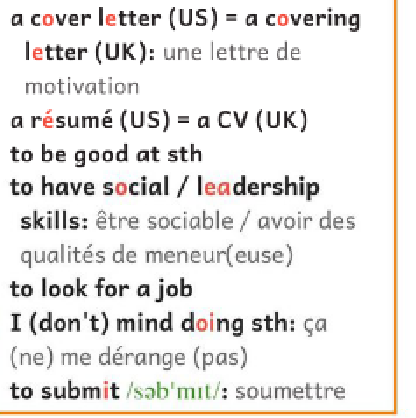 a cover letter (US) = a covering
letter (UK): une lettre de
motivation
a résumé (US) = a CV (UK)
to be good at sth
to have social / leadership
skills: être sociable / avoir des
qualités de meneur(euse)
to look for a job
I (don't) mind doing sth: ça
(ne) me dérange (pas)
to submit /səb'mɪt/: soumettre